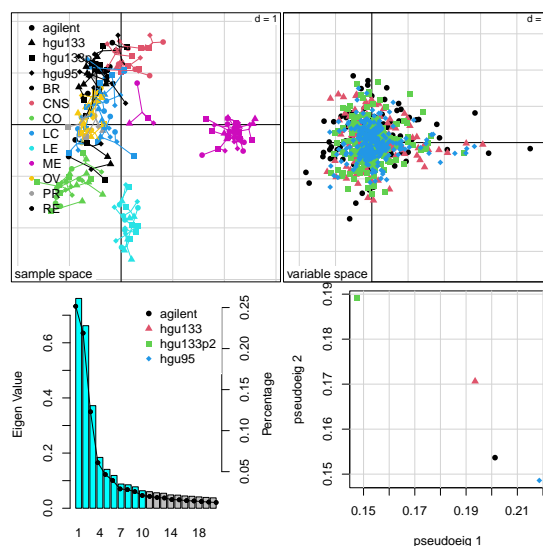 d = 1
agilent
hgu133
hgu133p2
hgu95
BR
CNS
CO
LC
LE
ME
OV
PR
RE
sample space
d =
variable space
Eigen Value
0.0
0.2
0.4
0.6
1
4
7
10
14
18
0.05
0.10
0.15
0.20
0.25
Percentage
agilent
hgu133
hgu133p2
hgu95
pseudoeig 2
0.15
0.16
0.17
0.18
0.19
0.15
0.17
0.19
0.21
pseudoeig 1